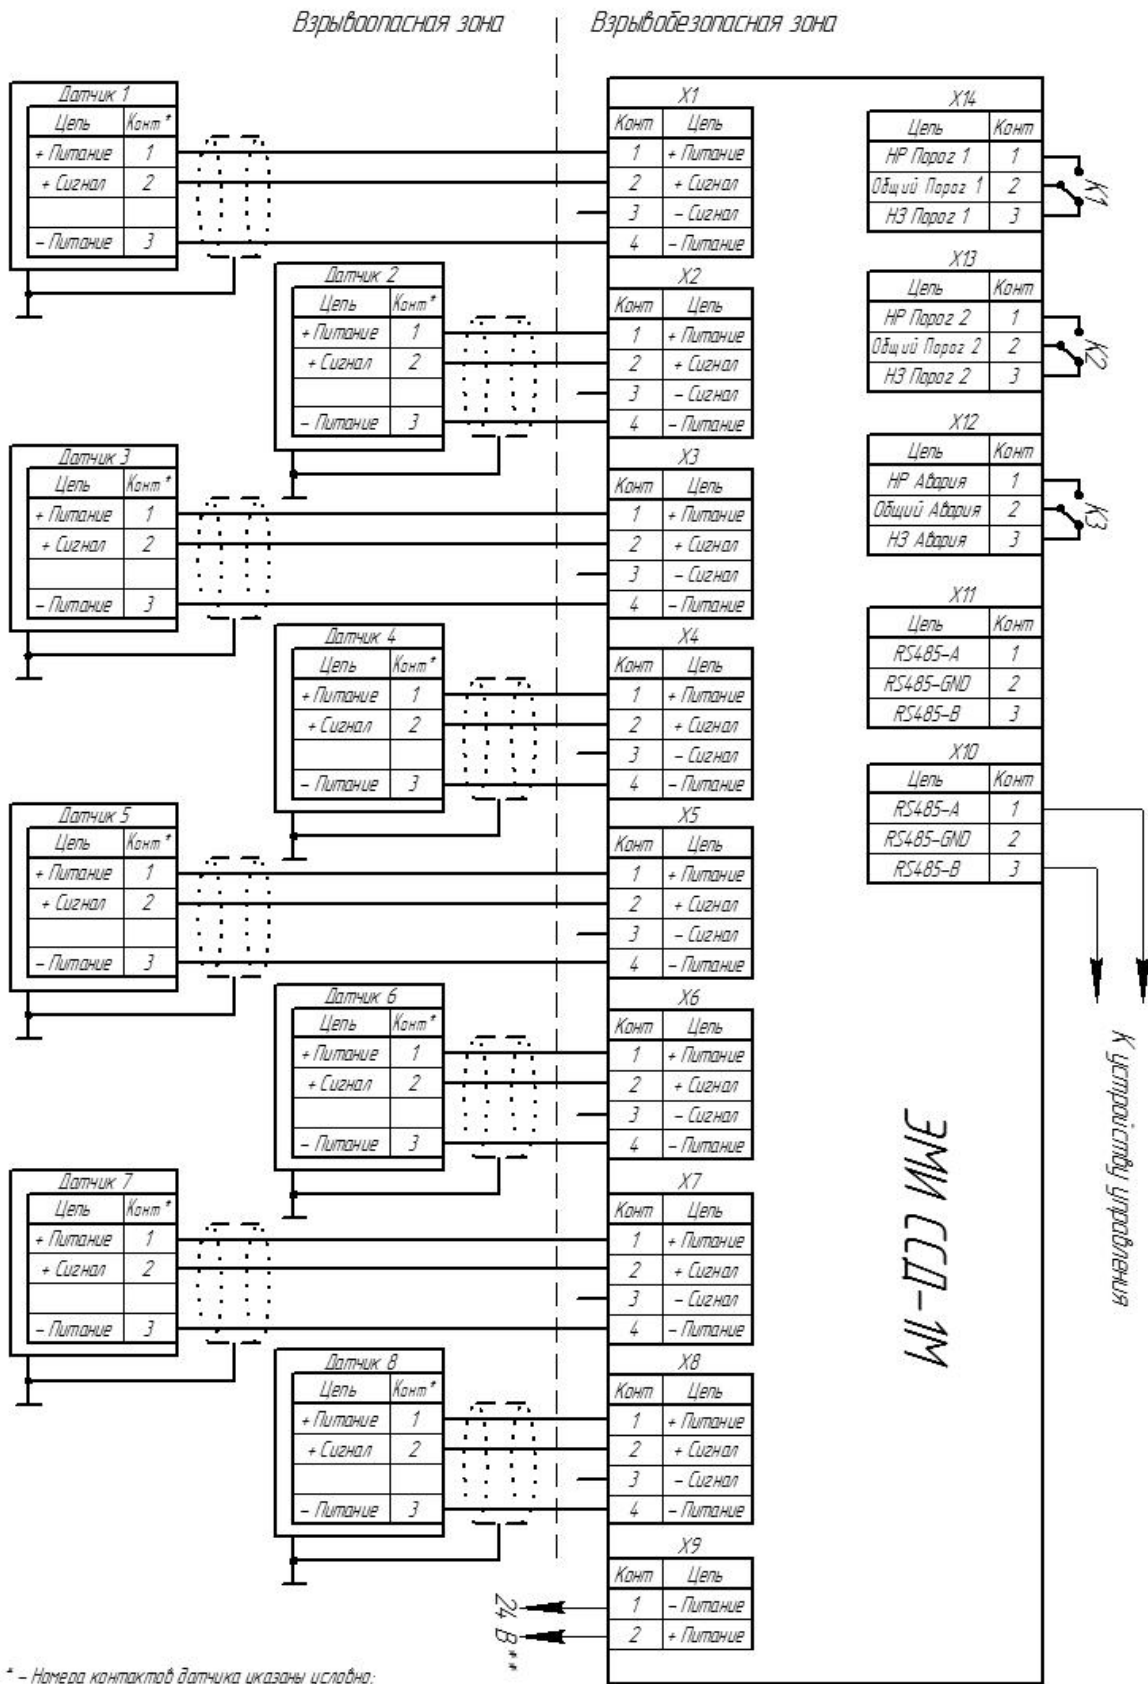 Взрывоопасная зона
Взрывобезопасная зона
Датчик 1
Цепь Конт*
+ Питание 1
+ Сигнал 2
- Питание 3
Датчик 2
Цепь Конт*
+ Питание 1
+ Сигнал 2
- Питание 3
Датчик 3
Цепь Конт*
+ Питание 1
+ Сигнал 2
- Питание 3
Датчик 4
Цепь Конт*
+ Питание 1
+ Сигнал 2
- Питание 3
Датчик 5
Цепь Конт*
+ Питание 1
+ Сигнал 2
- Питание 3
Датчик 6
Цепь Конт*
+ Питание 1
+ Сигнал 2
- Питание 3
Датчик 7
Цепь Конт*
+ Питание 1
+ Сигнал 2
- Питание 3
Датчик 8
Цепь Конт*
+ Питание 1
+ Сигнал 2
- Питание 3
X1
Конт Цепь
1 + Питание
2 + Сигнал
3 - Сигнал
4 - Питание
X2
Конт Цепь
1 + Питание
2 + Сигнал
3 - Сигнал
4 - Питание
X3
Конт Цепь
1 + Питание
2 + Сигнал
3 - Сигнал
4 - Питание
X4
Конт Цепь
1 + Питание
2 + Сигнал
3 - Сигнал
4 - Питание
X5
Конт Цепь
1 + Питание
2 + Сигнал
3 - Сигнал
4 - Питание
X6
Конт Цепь
1 + Питание
2 + Сигнал
3 - Сигнал
4 - Питание
X7
Конт Цепь
1 + Питание
2 + Сигнал
3 - Сигнал
4 - Питание
X8
Конт Цепь
1 + Питание
2 + Сигнал
3 - Сигнал
4 - Питание
X9
Конт Цепь
1 - Питание
2 + Питание
24 В **
X14
Цепь Конт
НР Порог 1 1
Общий Порог 1 2
НЗ Порог 1 3
K1
X13
Цепь Конт
НР Порог 2 1
Общий Порог 2 2
НЗ Порог 2 3
K2
X12
Цепь Конт
НР Авария 1
Общий Авария 2
НЗ Авария 3
K3
X11
Цепь Конт
RS485-A 1
RS485-GND 2
RS485-B 3
X10
Цепь Конт
RS485-A 1
RS485-GND 2
RS485-B 3
К устройству управления
ЭМИ ССД-1М
* - Номера контактов датчика указаны условно;